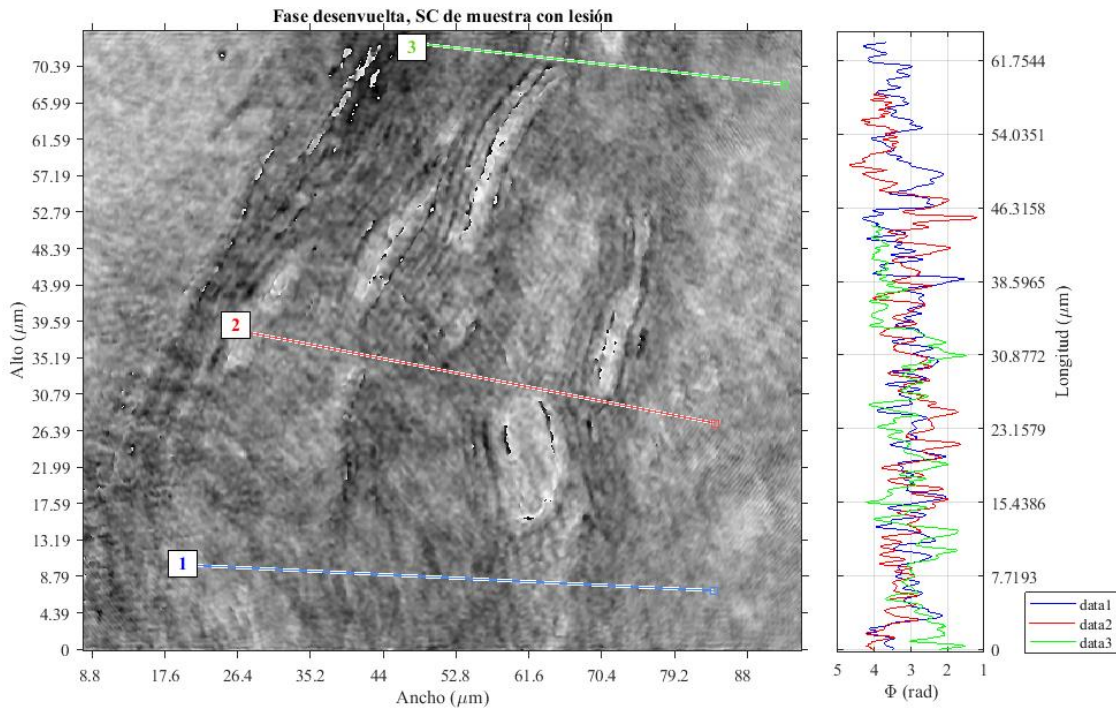 Fase desenvuelta, SC de muestra con lesión
3
2
1
Alto (μm)
70.39
65.99
61.59
57.19
52.79
48.39
43.99
39.59
35.19
30.79
26.39
21.99
17.59
13.19
8.79
4.39
0
8.8 17.6 26.4 35.2 44 52.8 61.6 70.4 79.2 88
Ancho (μm)
61.7544
54.0351
46.3158
38.5965
30.8772
23.1579
15.4386
7.7193
0
Longitud (μm)
5 4 3 2 1
Φ (rad)
data1
data2
data3